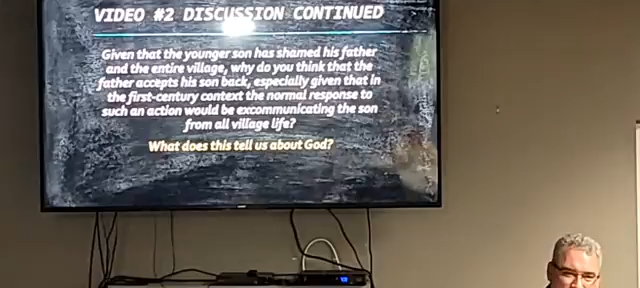 VIDEO #2 DISCUSSION CONTINUED
Given that the younger son has shamed his father
and the entire village, why do you think that the
father accepts his son back, especially given that in
the first-century context the normal response to
such an action would be excommunicating the son
from all village life?
What does this tell us about God?